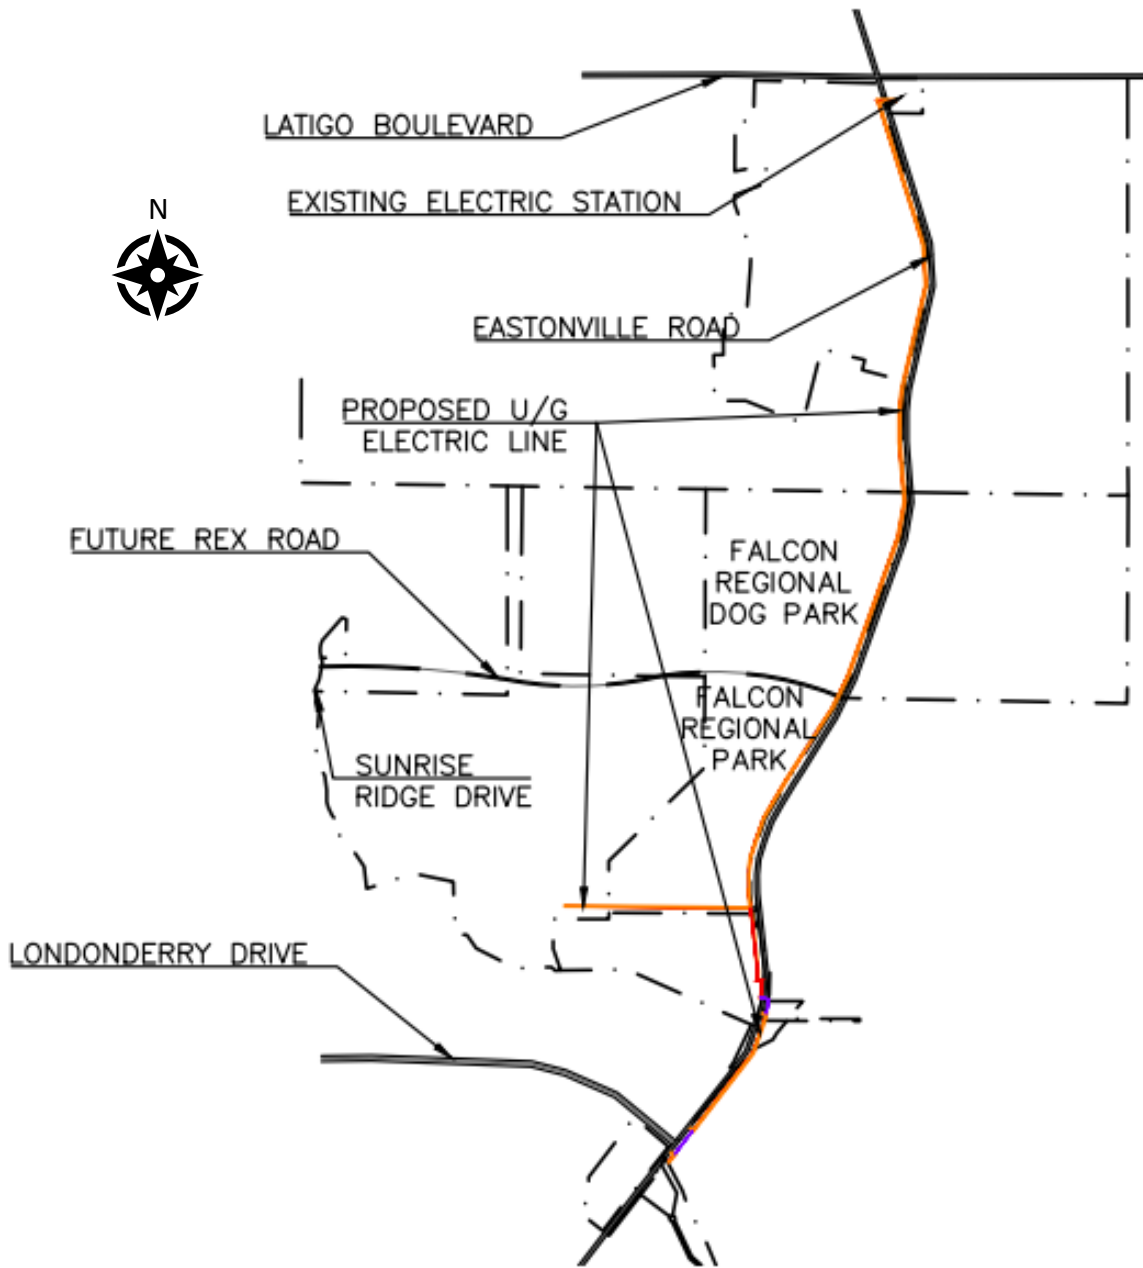 LATIGO BOULEVARD
EXISTING ELECTRIC STATION
N
EASTONVILLE ROAD
PROPOSED U/G
ELECTRIC LINE
FUTURE REX ROAD
FALCON
REGIONAL
DOG PARK
FALCON
REGIONAL
PARK
SUNRISE
RIDGE DRIVE
LONDONDERRY DRIVE